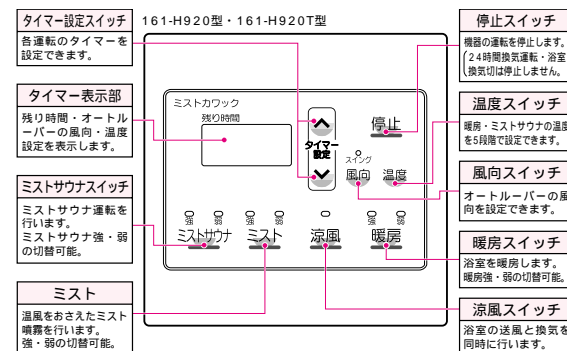 161-H920型・161-H920T型
タイマー設定スイッチ
各運転のタイマーを
設定できます。
タイマー表示部
残り時間・オートル
ーバーの風向・温度
設定を表示します。
ミストサウナスイッチ
ミストサウナ運転を
行います。
ミストサウナ強・弱
の切替可能。
ミスト
温風をおさえたミスト
噴霧を行います。
強・弱の切替可能。
ミストカワック
残り時間
タイマー
設定
停止
スイング
風向 温度
強 弱 強 弱 強 弱
ミストサウナ ミスト 涼風 暖房
停止スイッチ
機器の運転を停止します。
(24時間換気運転・浴室
換気切は停止しません。
温度スイッチ
暖房・ミストサウナの温度
を5段階で設定できます。
風向スイッチ
オートルーバーの風
向を設定できます。
暖房スイッチ
浴室を暖房します。
暖房強・弱の切替可能。
涼風スイッチ
浴室の送風と換気を
同時に行います。